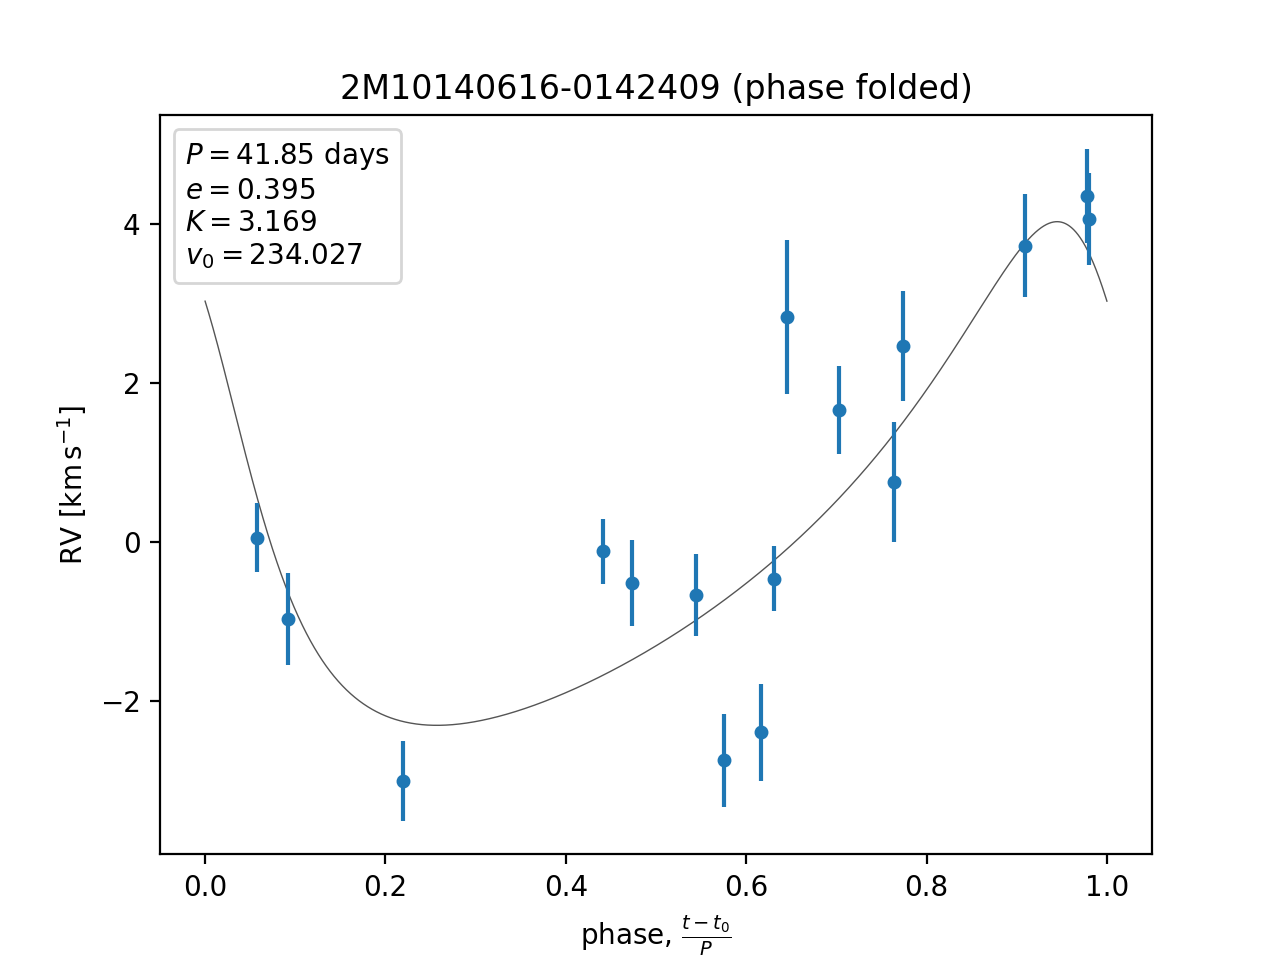 2M10140616-0142409 (phase folded)
P = 41.85 days
e = 0.395
K = 3.169
v₀ = 234.027
4
2
0
−2
RV [km s⁻¹]
0.0 0.2 0.4 0.6 0.8 1.0
phase, (t − t₀)/P